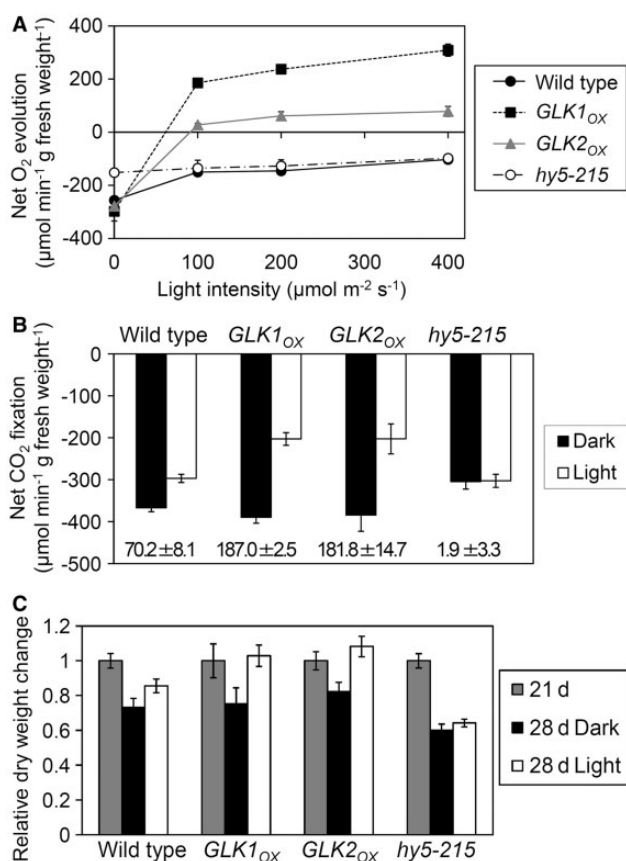 A
Net O2 evolution
(µmol min-1 g fresh weight-1)
400
200
0
-200
-400
0
100
200
300
400
Light intensity (µmol m-2 s-1)
Wild type
GLK1OX
GLK2OX
hy5-215
B
Wild type GLK1OX GLK2OX hy5-215
Net CO2 fixation
(µmol min-1 g fresh weight-1)
0
-100
-200
-300
-400
-500
70.2±8.1 187.0±2.5 181.8±14.7 1.9±3.3
Dark
Light
C
Relative dry weight change
1.2
1
0.8
0.6
0.4
0.2
0
Wild type GLK1OX GLK2OX hy5-215
21 d
28 d Dark
28 d Light